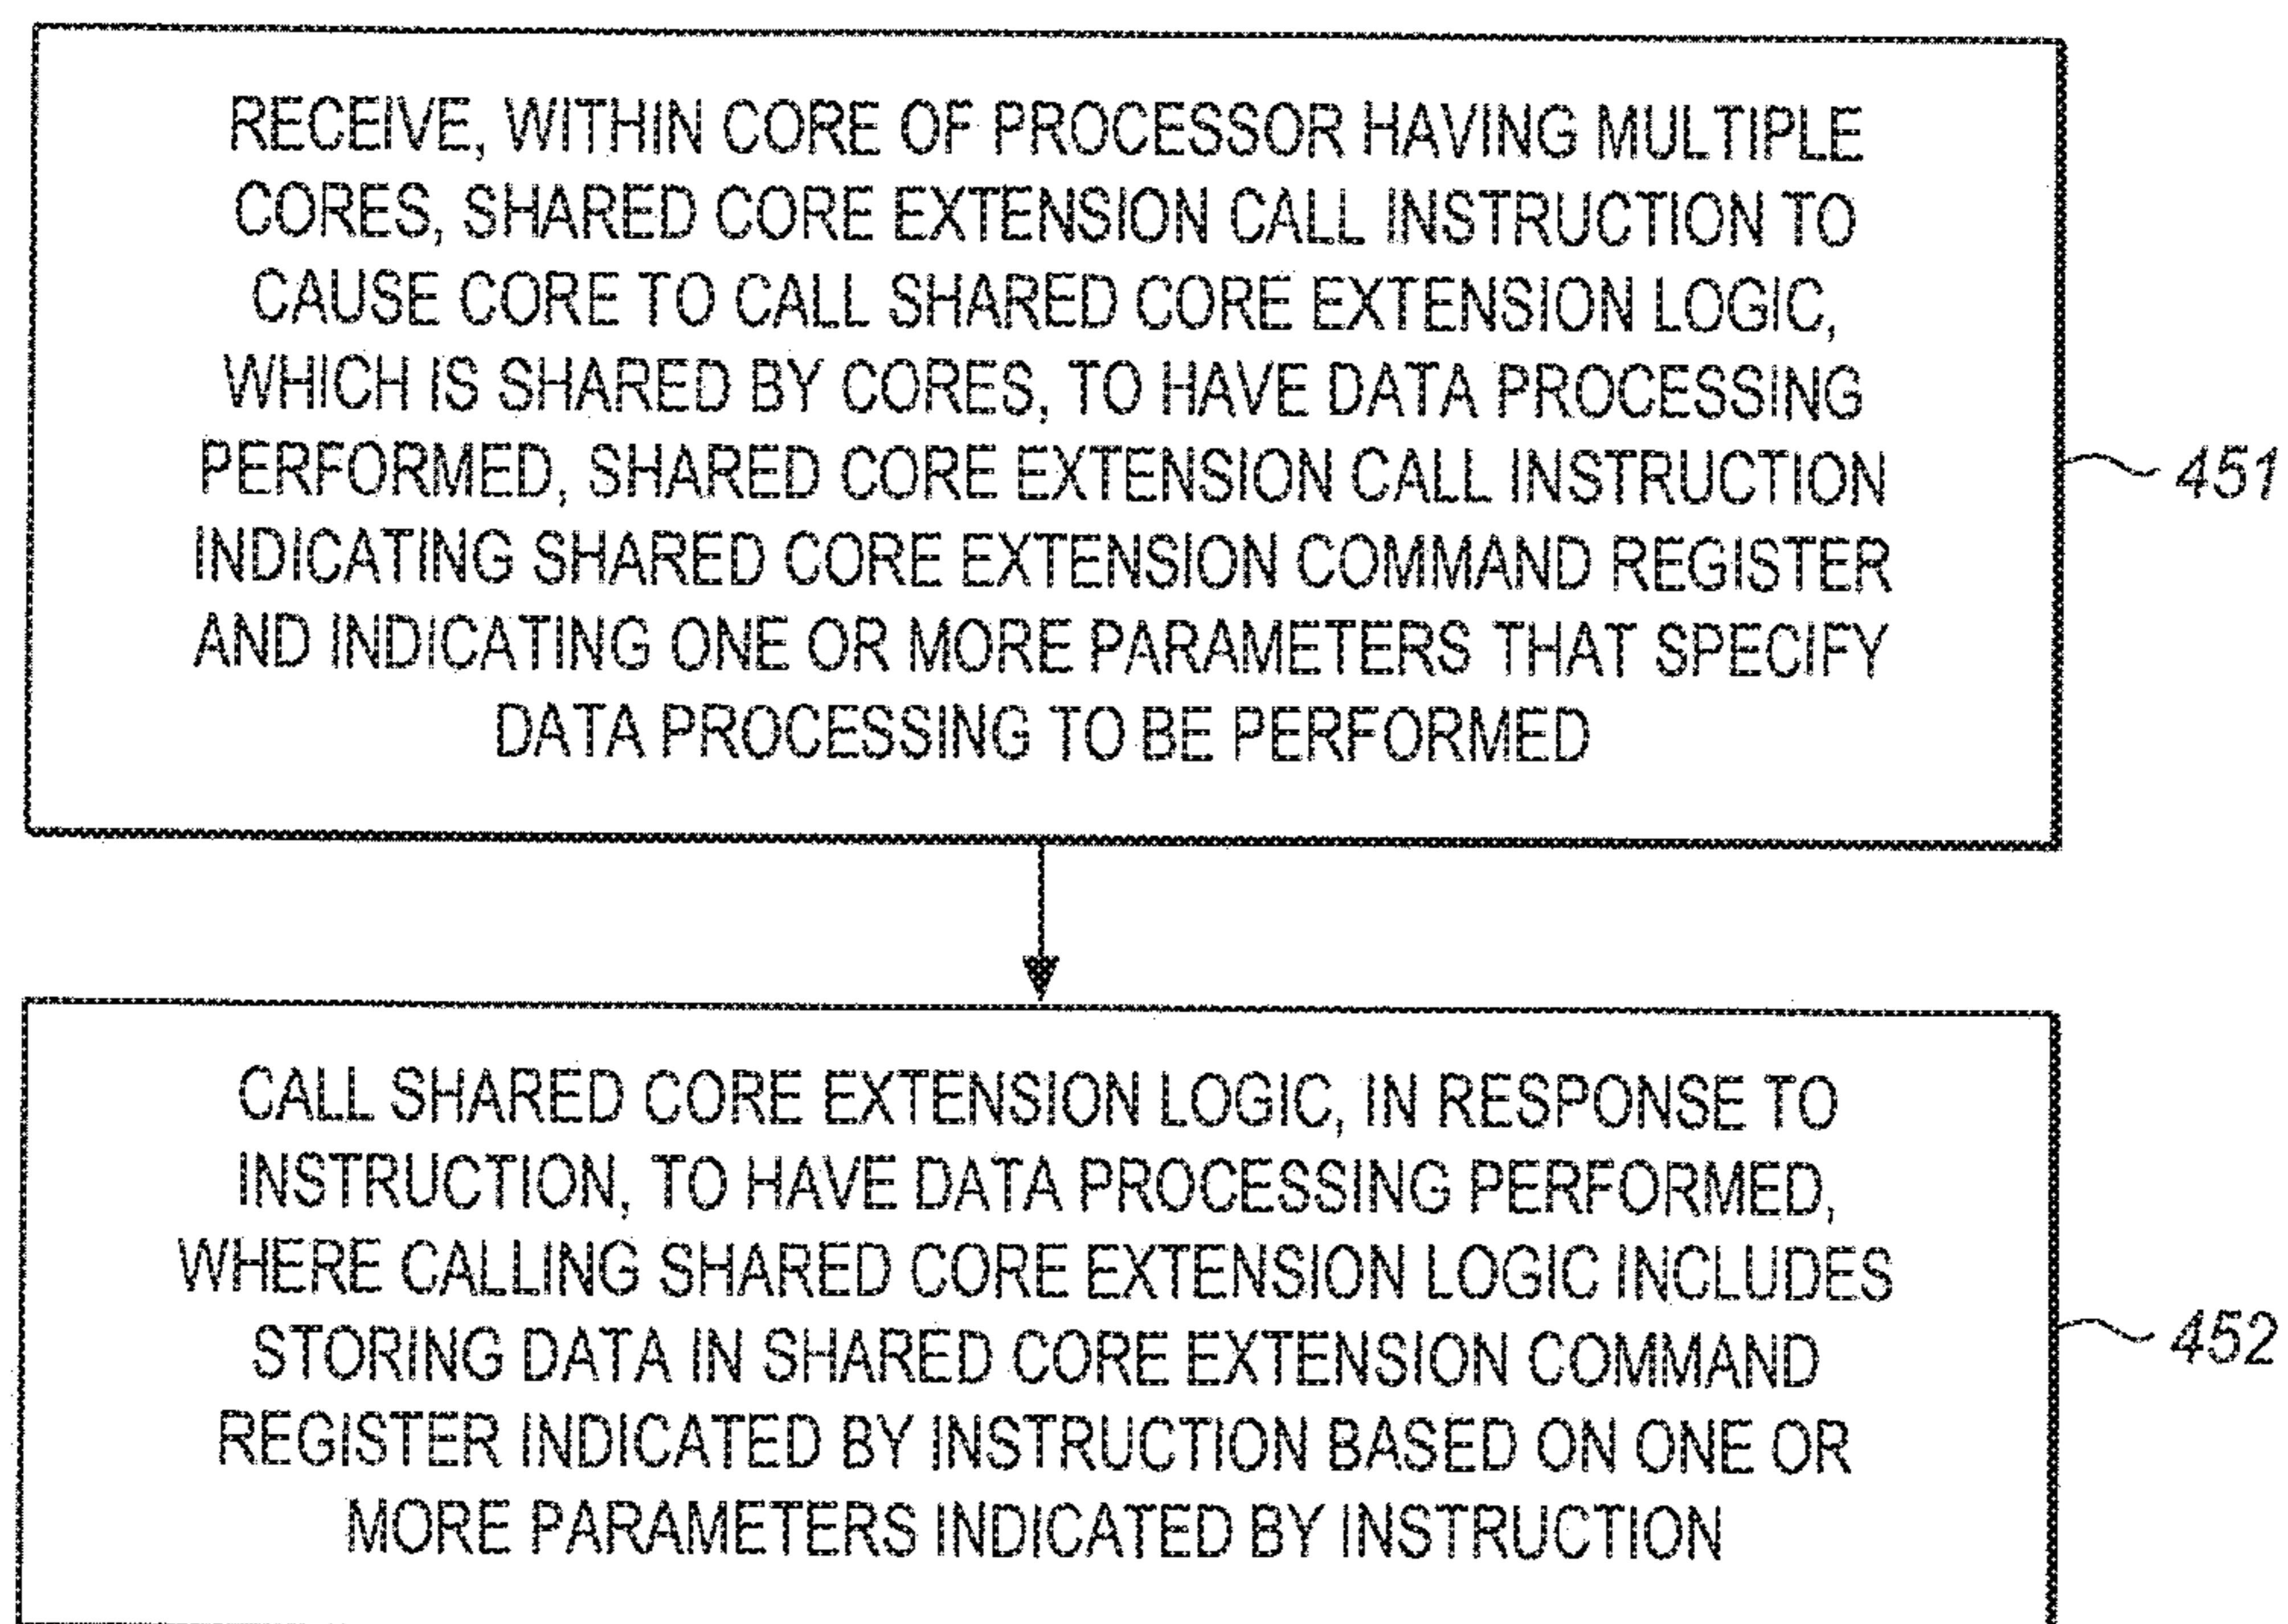 RECEIVE, WITHIN CORE OF PROCESSOR HAVING MULTIPLE
CORES, SHARED CORE EXTENSION CALL INSTRUCTION TO
CAUSE CORE TO CALL SHARED CORE EXTENSION LOGIC,
WHICH IS SHARED BY CORES, TO HAVE DATA PROCESSING
PERFORMED, SHARED CORE EXTENSION CALL INSTRUCTION
INDICATING SHARED CORE EXTENSION COMMAND REGISTER
AND INDICATING ONE OR MORE PARAMETERS THAT SPECIFY
DATA PROCESSING TO BE PERFORMED
451
CALL SHARED CORE EXTENSION LOGIC, IN RESPONSE TO
INSTRUCTION, TO HAVE DATA PROCESSING PERFORMED,
WHERE CALLING SHARED CORE EXTENSION LOGIC INCLUDES
STORING DATA IN SHARED CORE EXTENSION COMMAND
REGISTER INDICATED BY INSTRUCTION BASED ON ONE OR
MORE PARAMETERS INDICATED BY INSTRUCTION
452